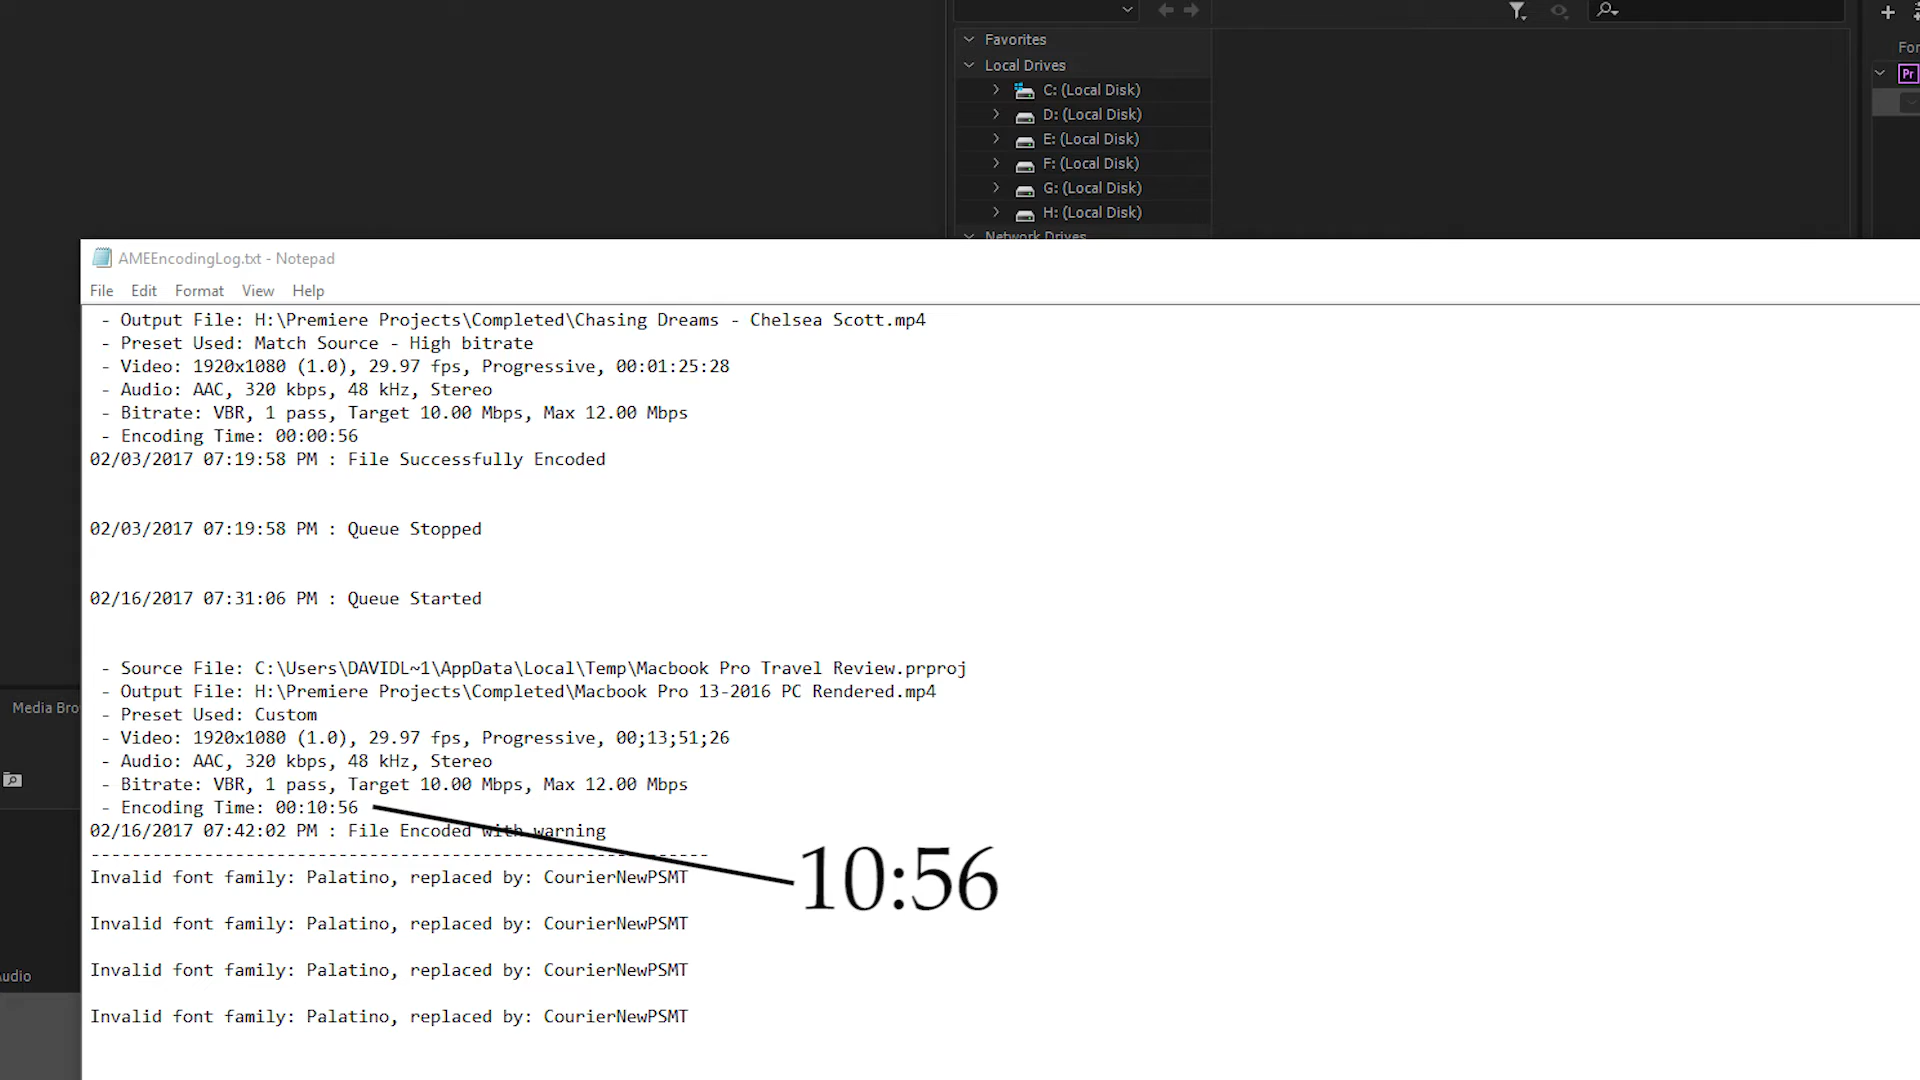 Favorites
Local Drives
C: (Local Disk)
D: (Local Disk)
E: (Local Disk)
F: (Local Disk)
G: (Local Disk)
H: (Local Disk)
Network Drives
For
Pr
AMEEncodingLog.txt - Notepad
File Edit Format View Help
- Output File: H:\Premiere Projects\Completed\Chasing Dreams - Chelsea Scott.mp4
- Preset Used: Match Source - High bitrate
- Video: 1920x1080 (1.0), 29.97 fps, Progressive, 00:01:25:28
- Audio: AAC, 320 kbps, 48 kHz, Stereo
- Bitrate: VBR, 1 pass, Target 10.00 Mbps, Max 12.00 Mbps
- Encoding Time: 00:00:56
02/03/2017 07:19:58 PM : File Successfully Encoded
02/03/2017 07:19:58 PM : Queue Stopped
02/16/2017 07:31:06 PM : Queue Started
- Source File: C:\Users\DAVIDL~1\AppData\Local\Temp\Macbook Pro Travel Review.prproj
- Output File: H:\Premiere Projects\Completed\Macbook Pro 13-2016 PC Rendered.mp4
- Preset Used: Custom
- Video: 1920x1080 (1.0), 29.97 fps, Progressive, 00;13;51;26
- Audio: AAC, 320 kbps, 48 kHz, Stereo
- Bitrate: VBR, 1 pass, Target 10.00 Mbps, Max 12.00 Mbps
- Encoding Time: 00:10:56
02/16/2017 07:42:02 PM : File Encoded with warning
------------------------------------------------------------
Invalid font family: Palatino, replaced by: CourierNewPSMT
Invalid font family: Palatino, replaced by: CourierNewPSMT
Invalid font family: Palatino, replaced by: CourierNewPSMT
Invalid font family: Palatino, replaced by: CourierNewPSMT
10:56
Media Bro
udio